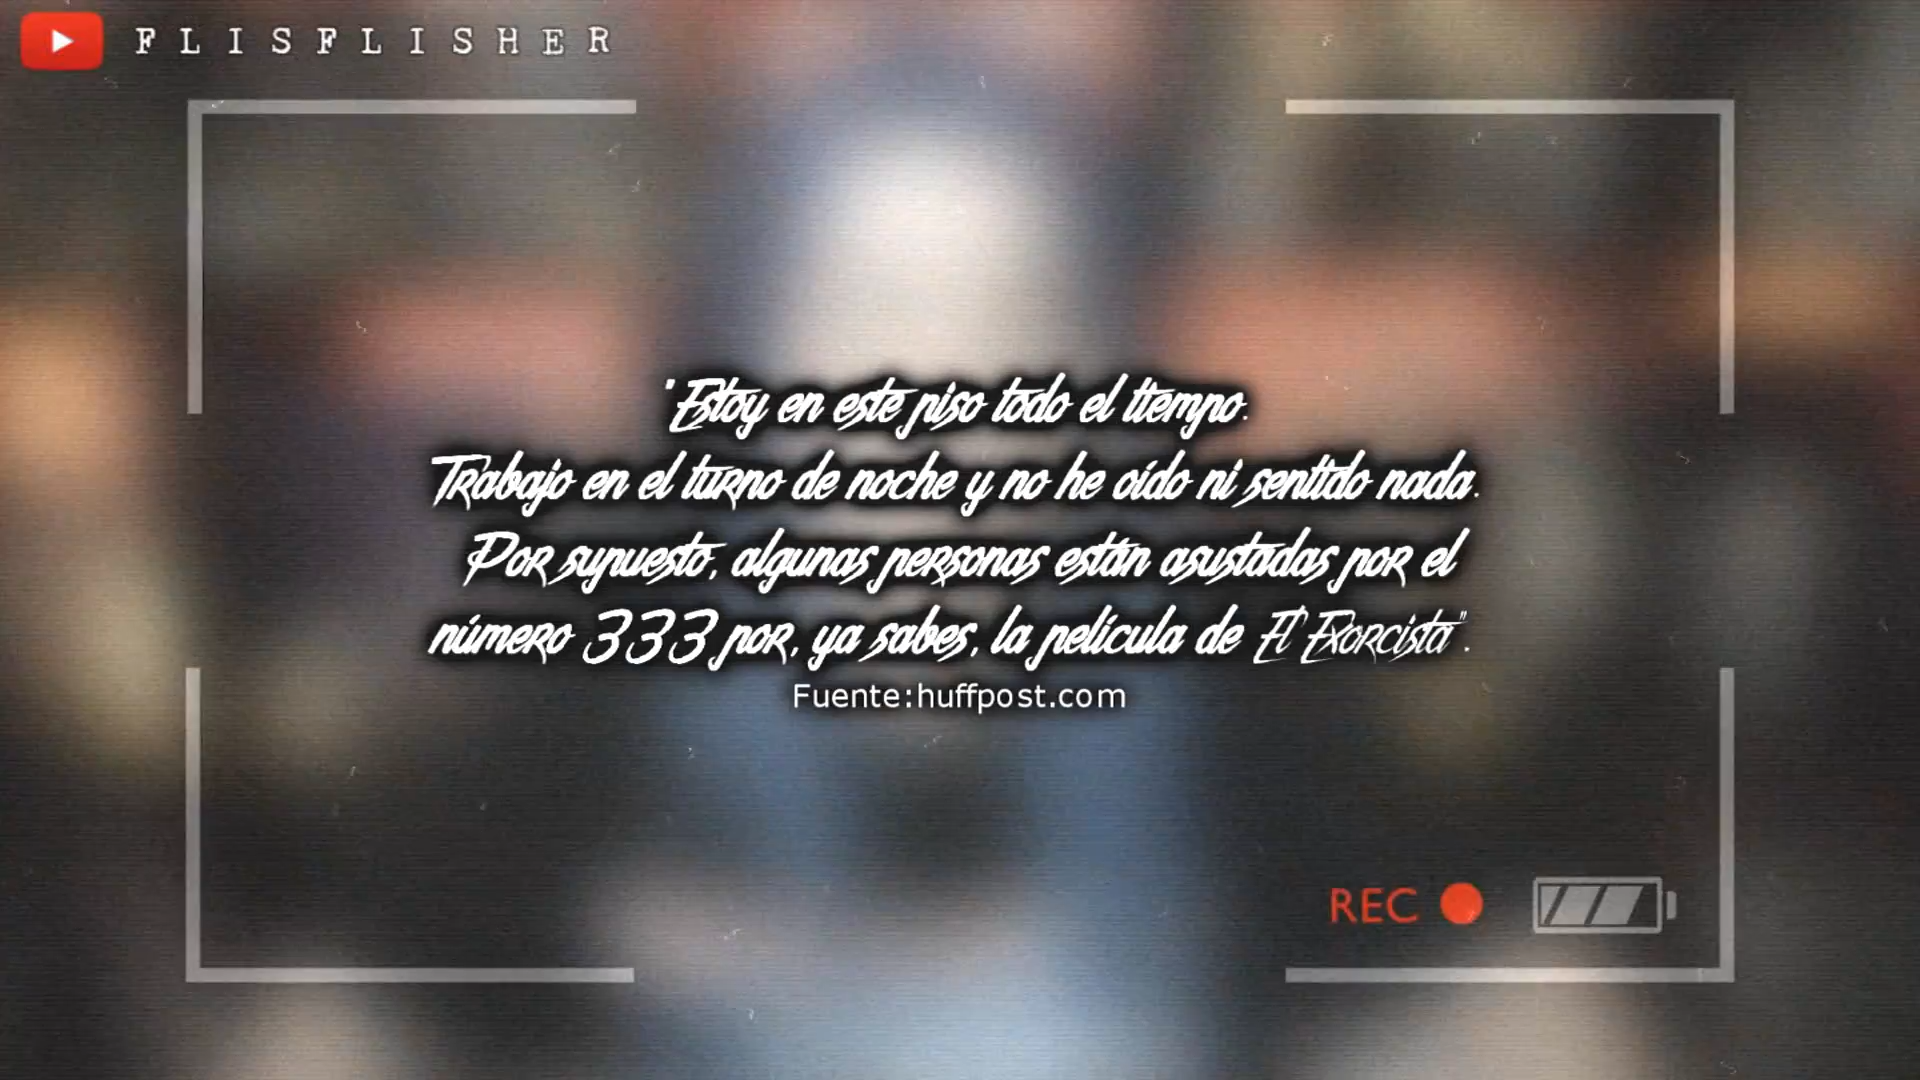 FLISFLISHER
"Estoy en este piso todo el tiempo.
Trabajo en el turno de noche y no he oído ni sentido nada.
Por supuesto, algunas personas están asustadas por el
número 333 por, ya sabes, la película de El Exorcista".
Fuente:huffpost.com
REC